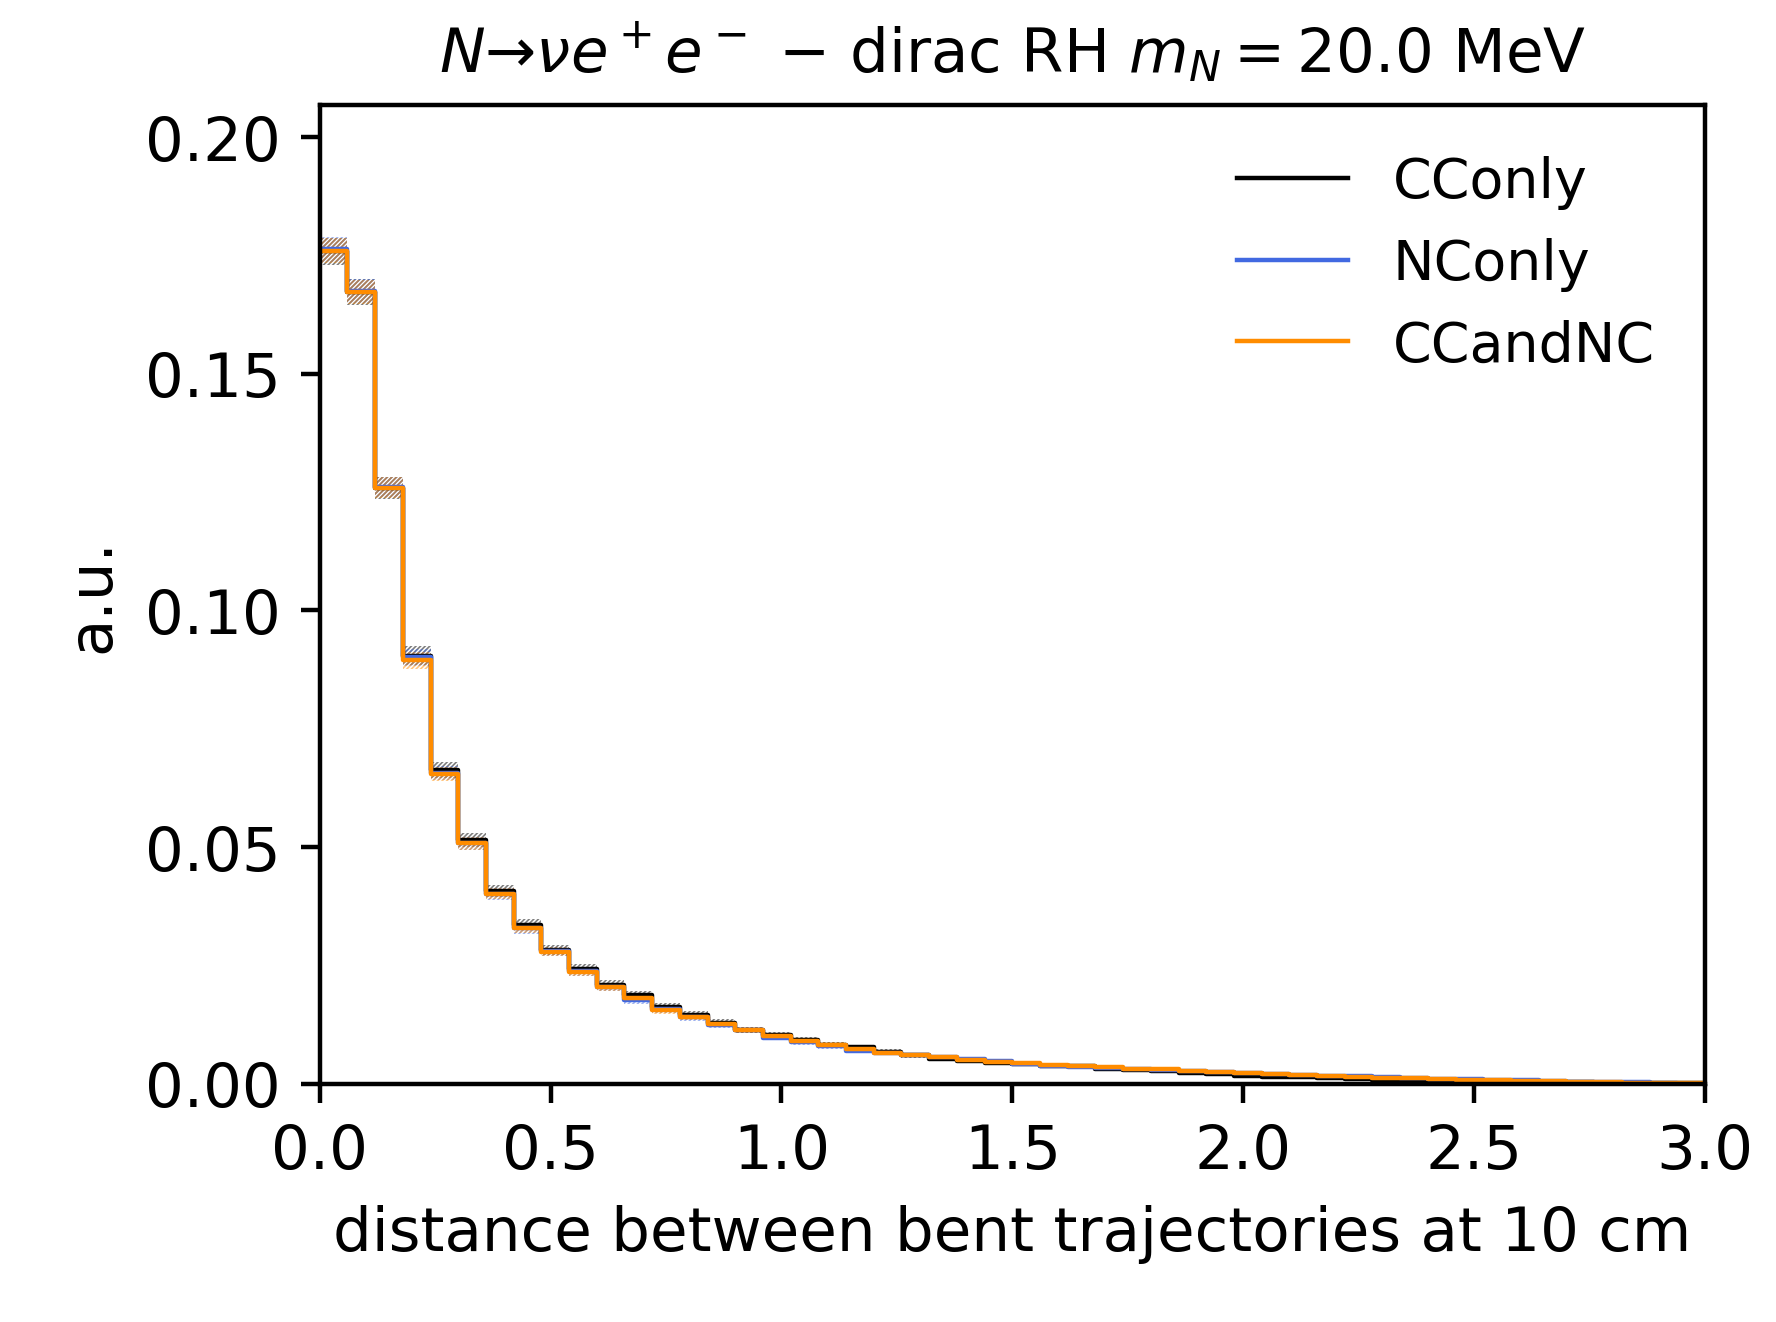 N→νe⁺e⁻ − dirac RH m_N = 20.0 MeV
0.20
0.15
0.10
0.05
0.00
a.u.
CConly
NConly
CCandNC
0.0 0.5 1.0 1.5 2.0 2.5 3.0
distance between bent trajectories at 10 cm